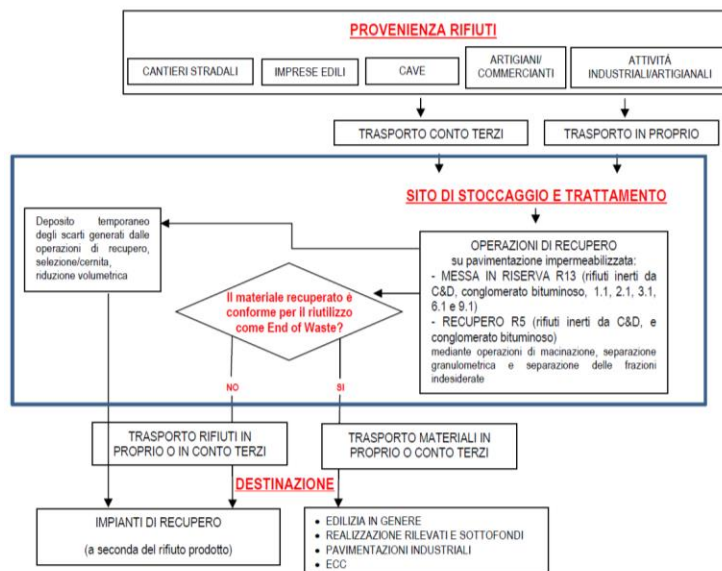 PROVENIENZA RIFIUTI
CANTIERI STRADALI
IMPRESE EDILI
CAVE
ARTIGIANI/
COMMERCIANTI
ATTIVITÁ
INDUSTRIALI/ARTIGIANALI
TRASPORTO CONTO TERZI
TRASPORTO IN PROPRIO
SITO DI STOCCAGGIO E TRATTAMENTO
Deposito temporaneo
degli scarti generati dalle
operazioni di recupero,
selezione/cernita,
riduzione volumetrica
OPERAZIONI DI RECUPERO
su pavimentazione impermeabilizzata:
- MESSA IN RISERVA R13 (rifiuti inerti da
C&D, conglomerato bituminoso, 1.1, 2.1, 3.1,
6.1 e 9.1)
- RECUPERO R5 (rifiuti inerti da C&D, e
conglomerato bituminoso)
mediante operazioni di macinazione, separazione
granulometrica e separazione delle frazioni
indesiderate
Il materiale recuperato é
conforme per il riutilizzo
come End of Waste?
NO
SI
TRASPORTO RIFIUTI IN
PROPRIO O IN CONTO TERZI
TRASPORTO MATERIALI IN
PROPRIO O CONTO TERZI
DESTINAZIONE
IMPIANTI DI RECUPERO
(a seconda del rifiuto prodotto)
• EDILIZIA IN GENERE
• REALIZZAZIONE RILEVATI E SOTTOFONDI
• PAVIMENTAZIONI INDUSTRIALI
• ECC